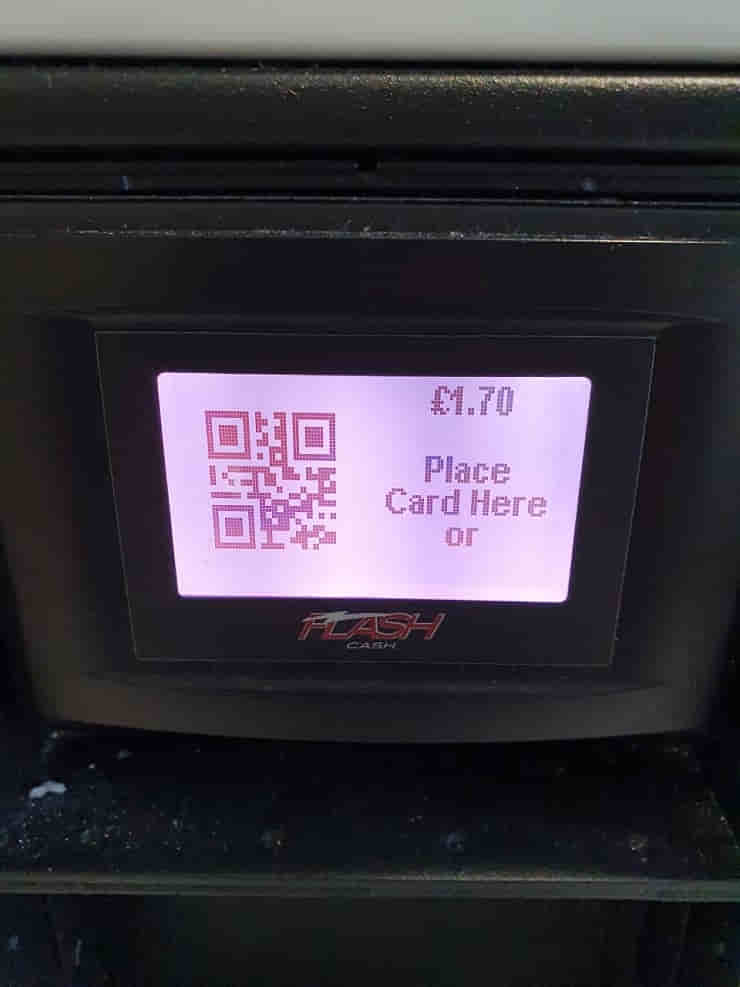 £1.70
Place
Card Here
or
FLASH
CASH